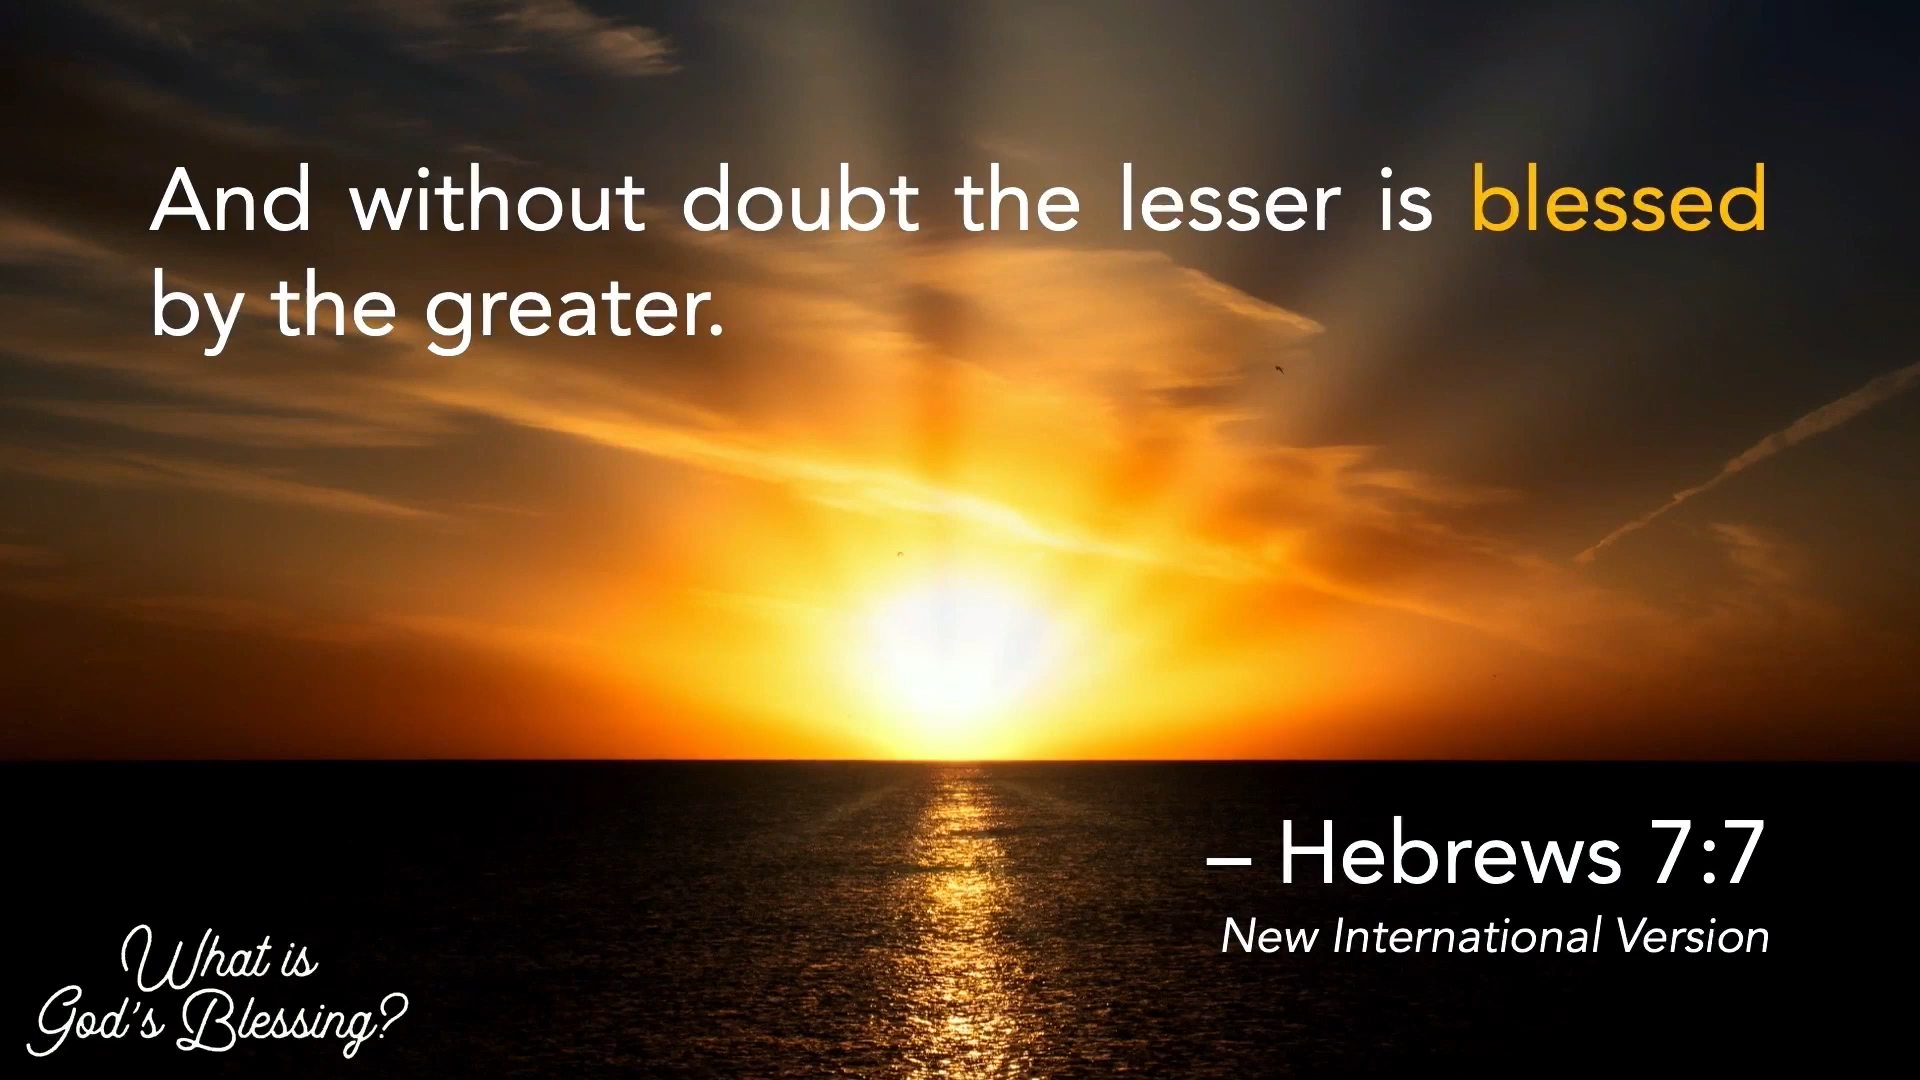 And without doubt the lesser is blessed
by the greater.
– Hebrews 7:7
New International Version
What is
God's Blessing?